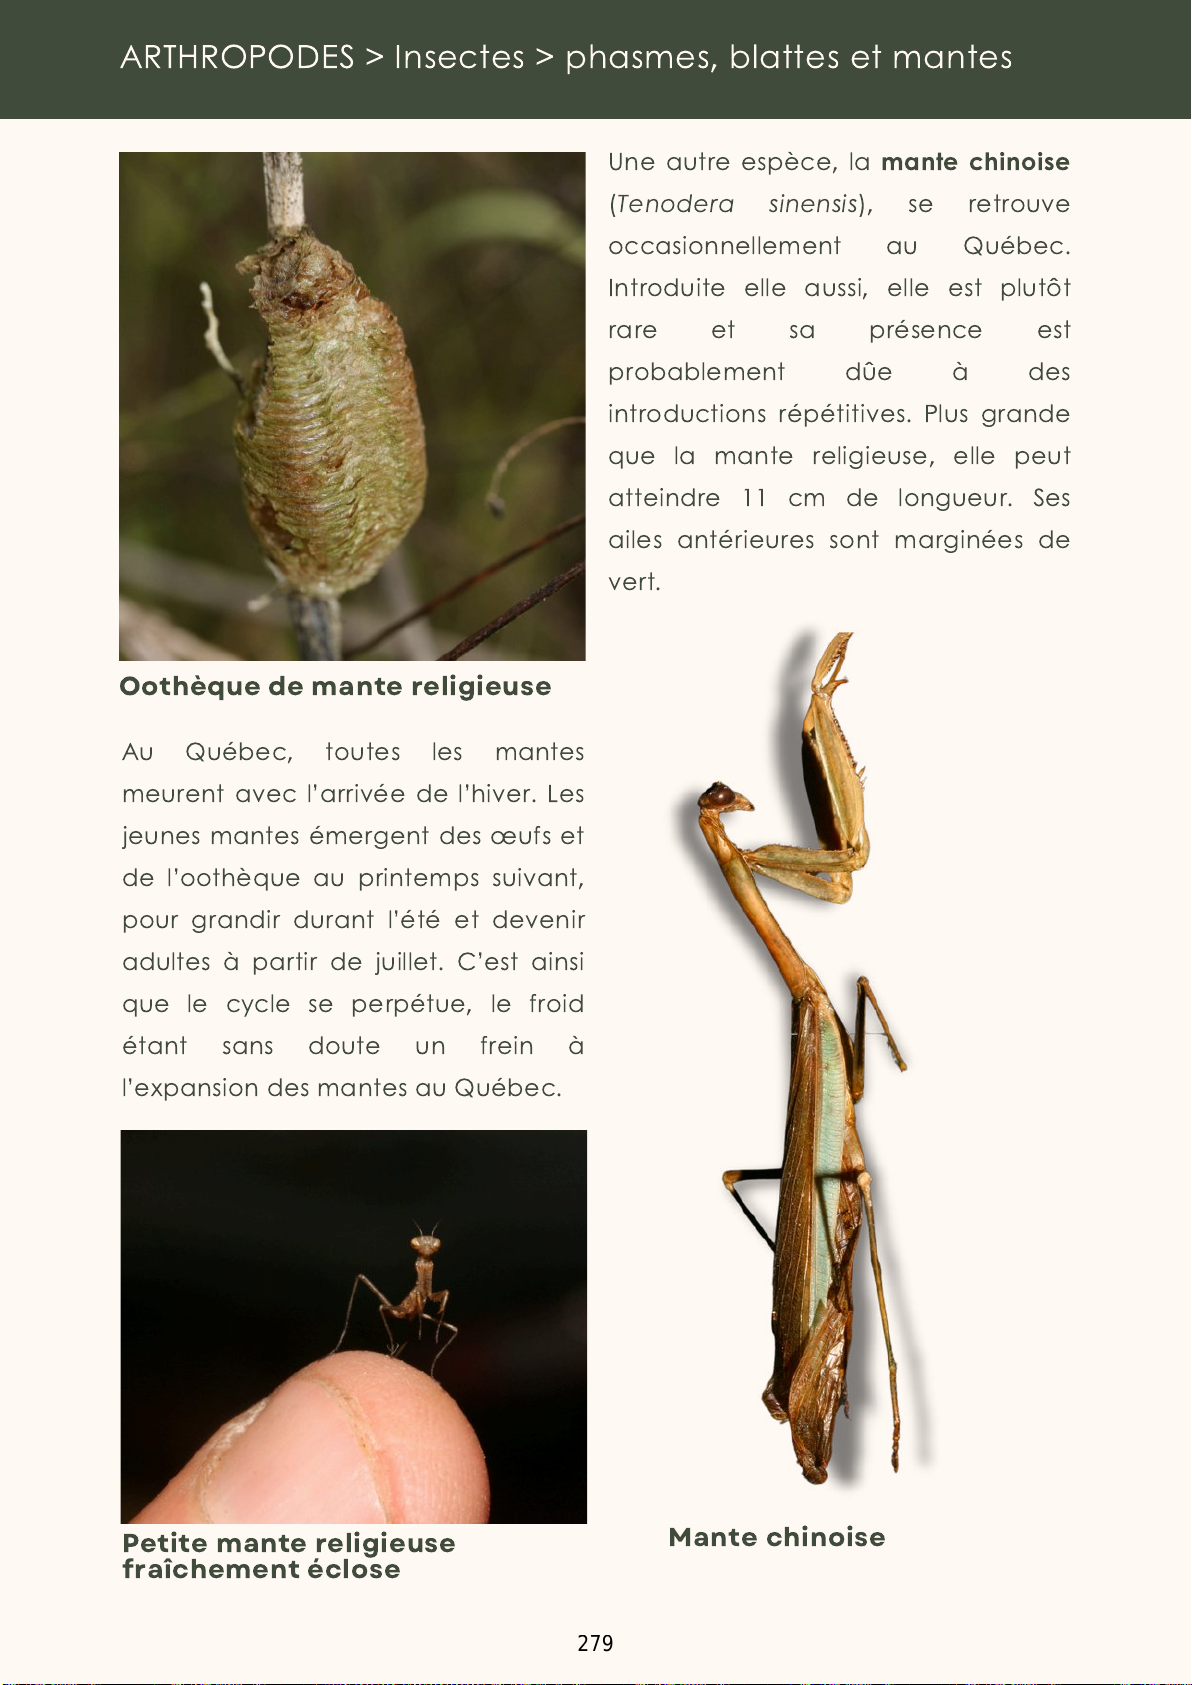 ARTHROPODES > Insectes > phasmes, blattes et mantes
Oothèque de mante religieuse
Au Québec, toutes les mantes
meurent avec l'arrivée de l'hiver. Les
jeunes mantes émergent des œufs et
de l'oothèque au printemps suivant,
pour grandir durant l'été et devenir
adultes à partir de juillet. C'est ainsi
que le cycle se perpétue, le froid
étant sans doute un frein à
l'expansion des mantes au Québec.
Petite mante religieuse
fraîchement éclose
Une autre espèce, la mante chinoise
(Tenodera sinensis), se retrouve
occasionnellement au Québec.
Introduite elle aussi, elle est plutôt
rare et sa présence est
probablement dûe à des
introductions répétitives. Plus grande
que la mante religieuse, elle peut
atteindre 11 cm de longueur. Ses
ailes antérieures sont marginées de
vert.
Mante chinoise
279